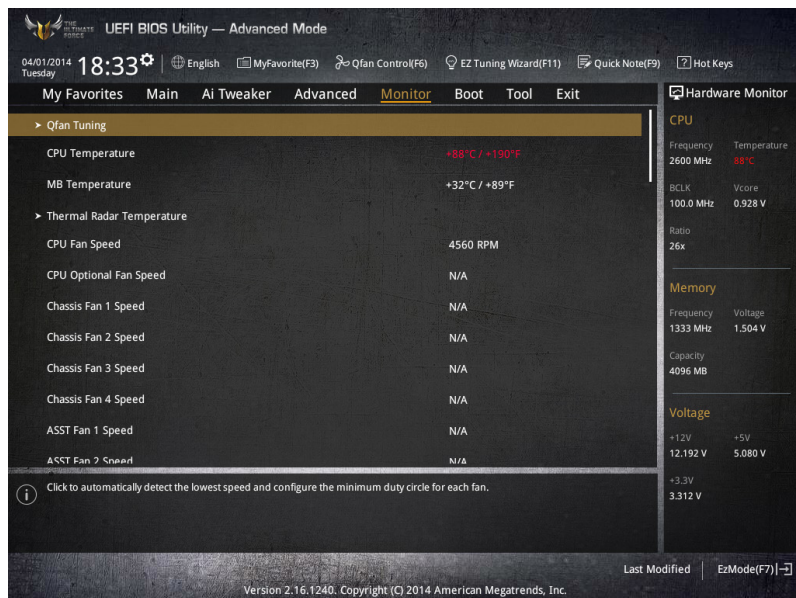 THE ULTIMATE FORCE UEFI BIOS Utility — Advanced Mode
04/01/2014 Tuesday 18:33 English MyFavorite(F3) Qfan Control(F6) EZ Tuning Wizard(F11) Quick Note(F9) ? Hot Keys
My Favorites Main Ai Tweaker Advanced Monitor Boot Tool Exit
Qfan Tuning
CPU Temperature +88°C / +190°F
MB Temperature +32°C / +89°F
Thermal Radar Temperature
CPU Fan Speed 4560 RPM
CPU Optional Fan Speed N/A
Chassis Fan 1 Speed N/A
Chassis Fan 2 Speed N/A
Chassis Fan 3 Speed N/A
Chassis Fan 4 Speed N/A
ASST Fan 1 Speed N/A
ASST Fan 2 Speed N/A
Click to automatically detect the lowest speed and configure the minimum duty circle for each fan.
Hardware Monitor
CPU
Frequency Temperature
2600 MHz 88°C
BCLK Vcore
100.0 MHz 0.928 V
Ratio
26x
Memory
Frequency Voltage
1333 MHz 1.504 V
Capacity
4096 MB
Voltage
+12V +5V
12.192 V 5.080 V
+3.3V
3.312 V
Last Modified EzMode(F7)
Version 2.16.1240. Copyright (C) 2014 American Megatrends, Inc.